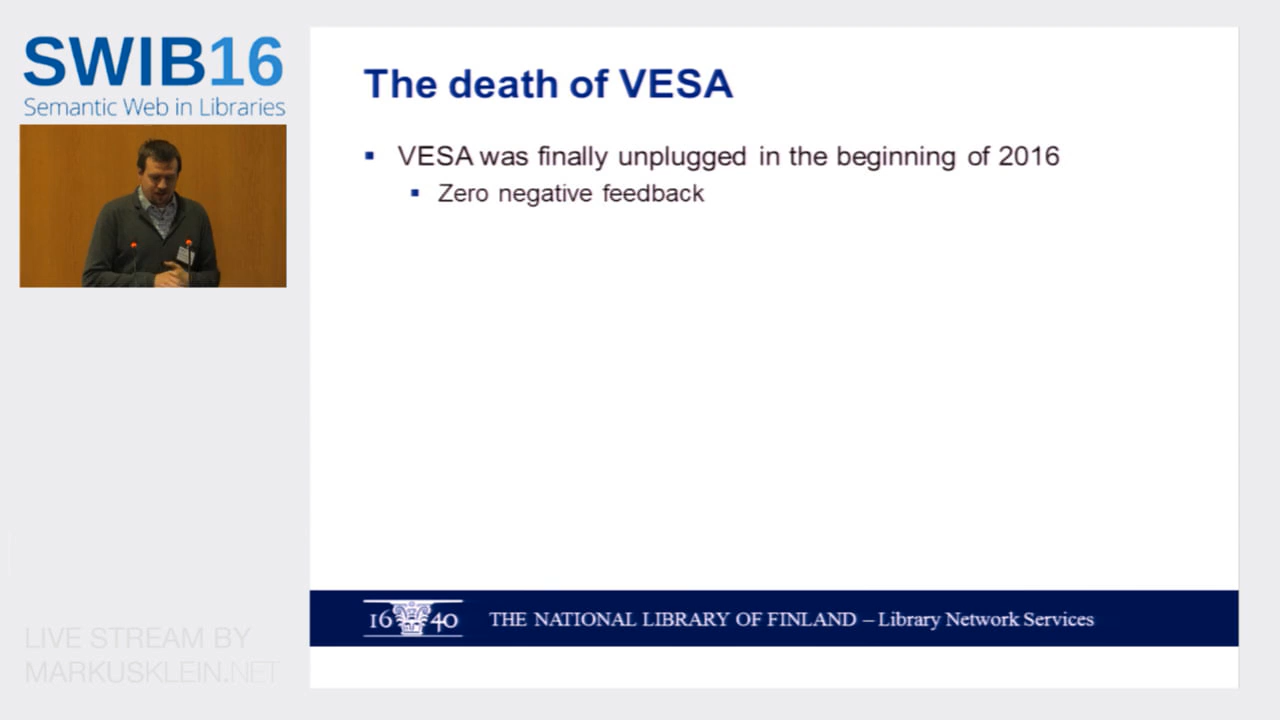 SWIB16
Semantic Web in Libraries
The death of VESA
VESA was finally unplugged in the beginning of 2016
Zero negative feedback
1640
THE NATIONAL LIBRARY OF FINLAND – Library Network Services
LIVE STREAM BY
MARKUSKLEIN.NET